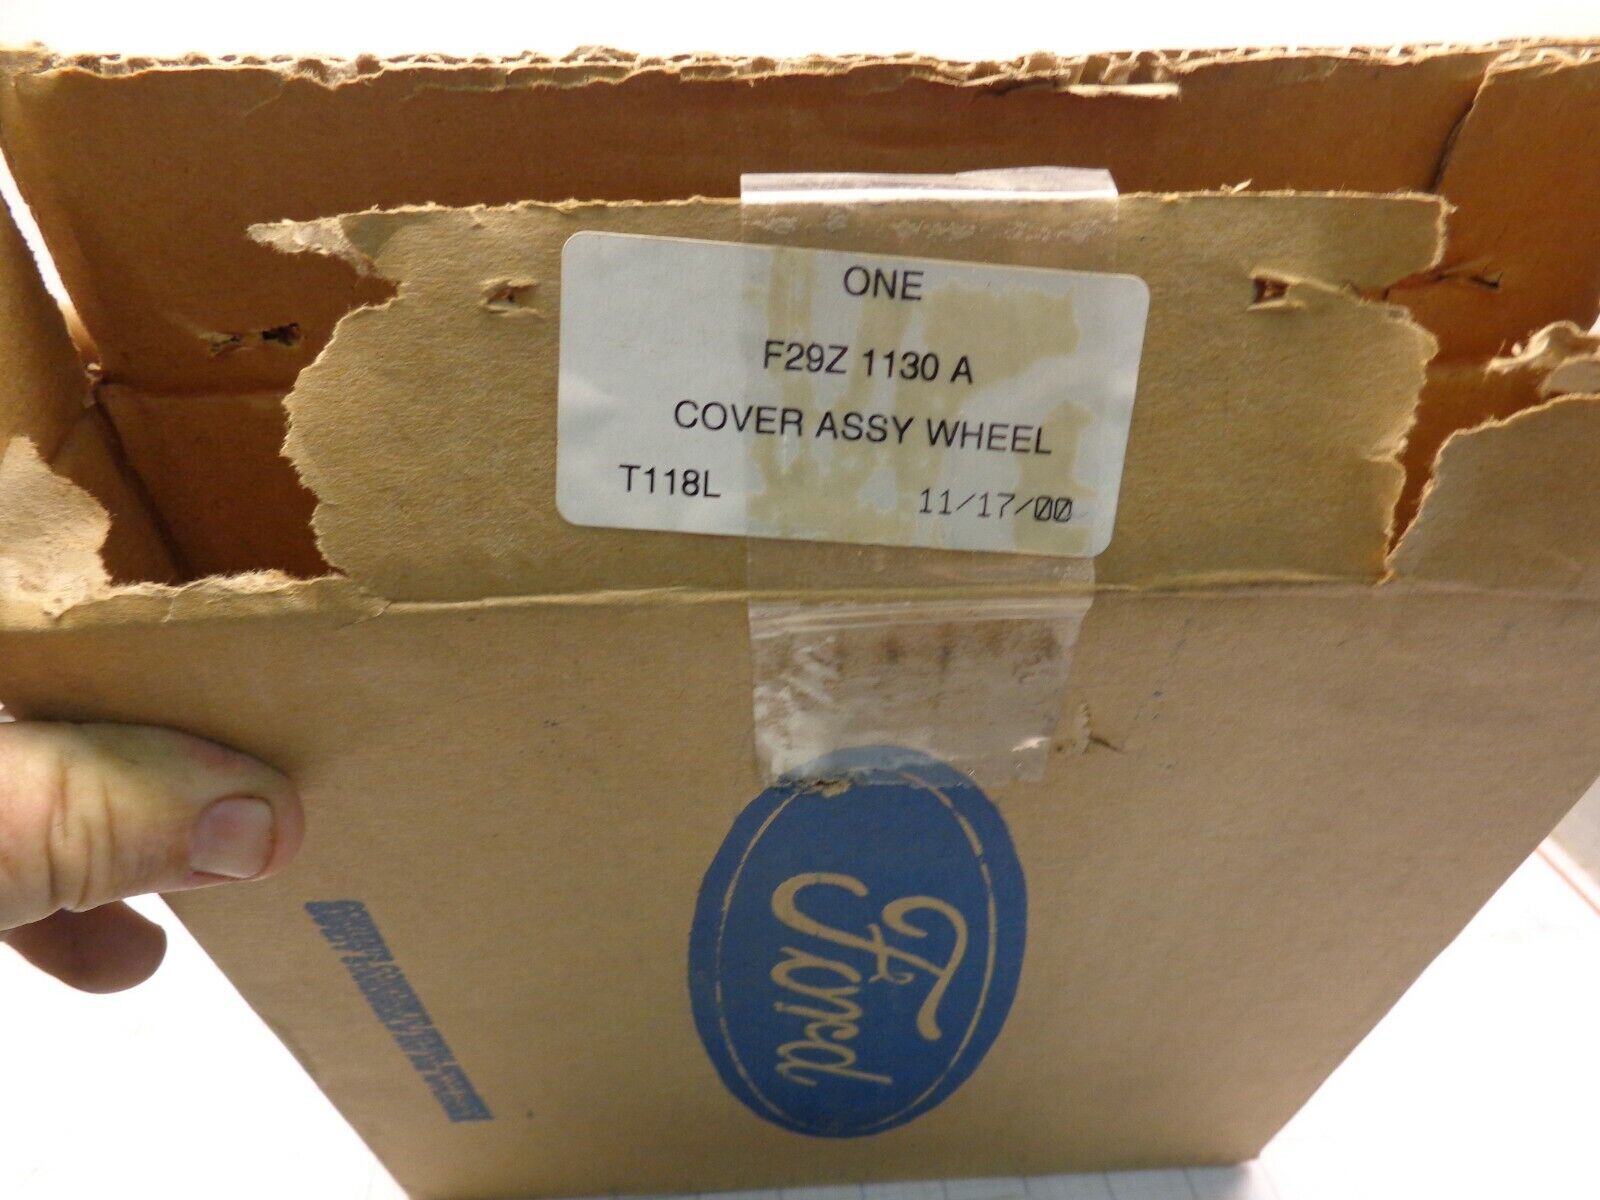 ONE
F29Z 1130 A
COVER ASSY WHEEL
T118L 11/17/00
Ford